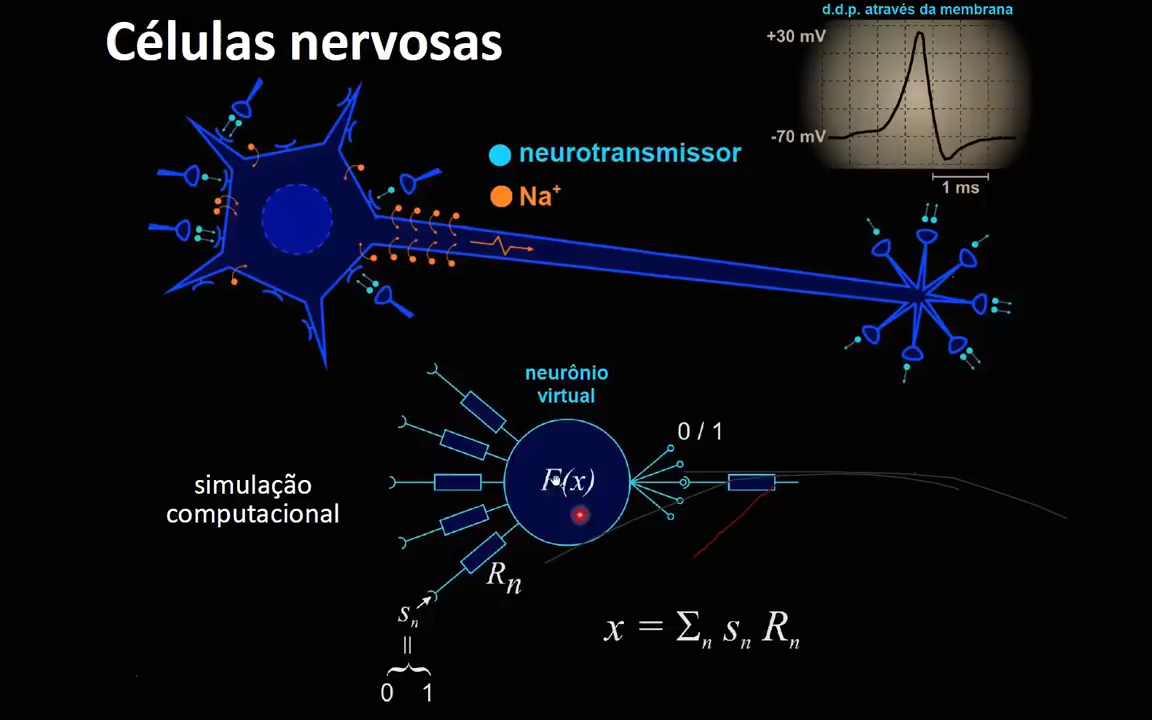 Células nervosas
d.d.p. através da membrana
+30 mV
-70 mV
1 ms
neurotransmissor
Na⁺
neurônio
virtual
0 / 1
F(x)
simulação
computacional
Rₙ
sₙ
=
0 1
x = Σₙ sₙ Rₙ